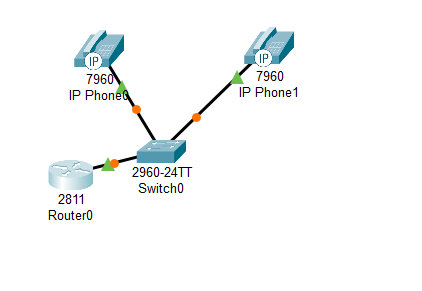 IP
7960
IP Phone0
IP
7960
IP Phone1
2960-24TT
Switch0
2811
Router0